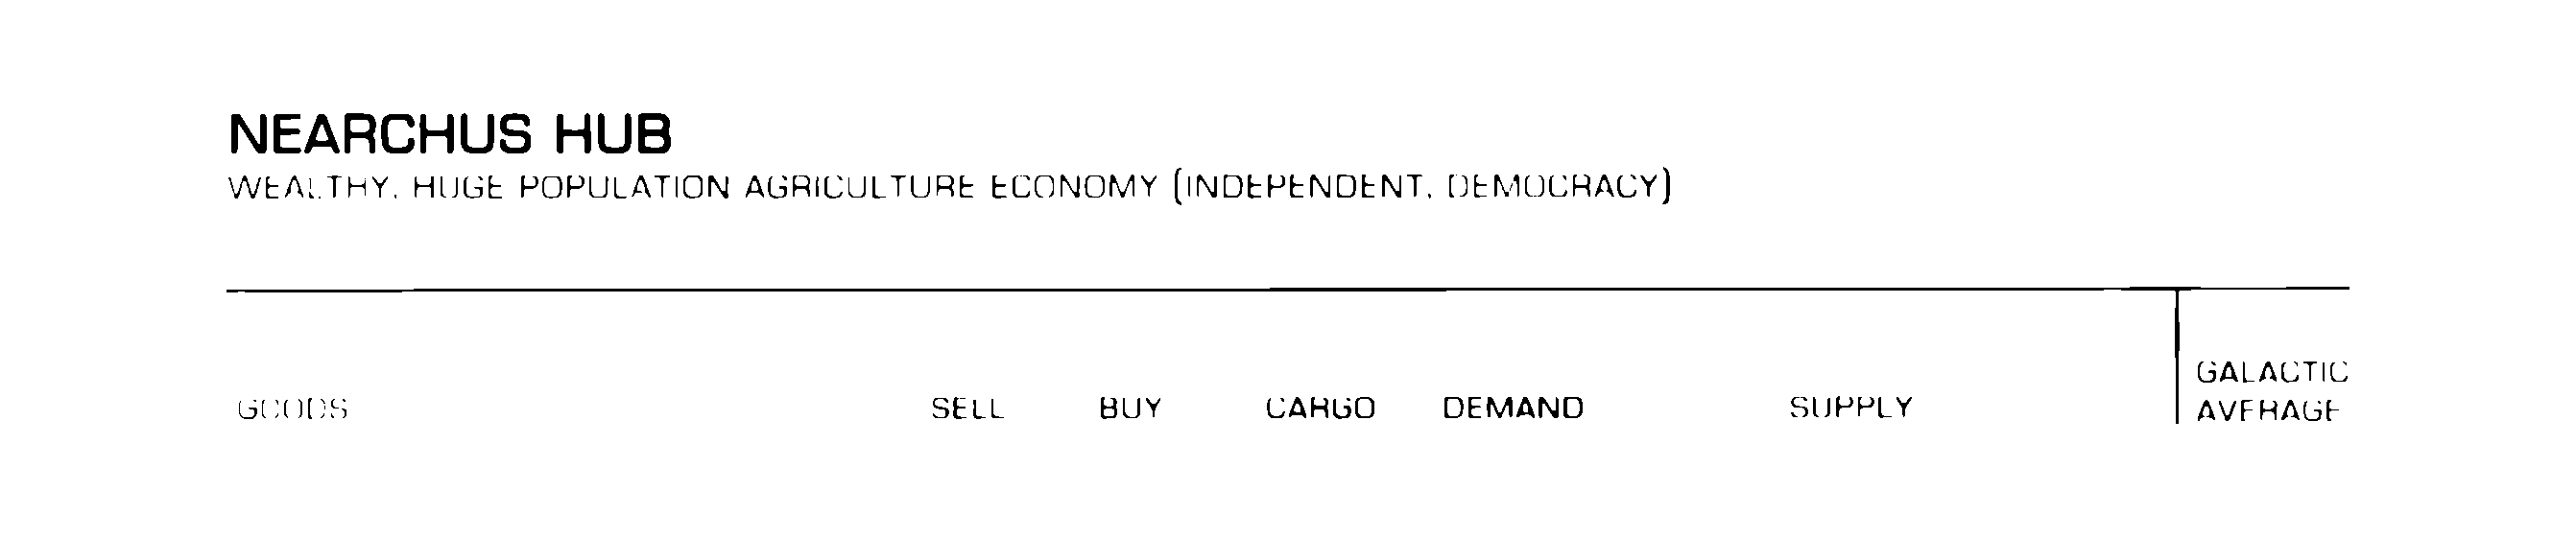 NEARCHUS HUB
WEALTHY, HUGE POPULATION AGRICULTURE ECONOMY (INDEPENDENT, DEMOCRACY)
GOODS SELL BUY CARGO DEMAND SUPPLY GALACTIC AVERAGE